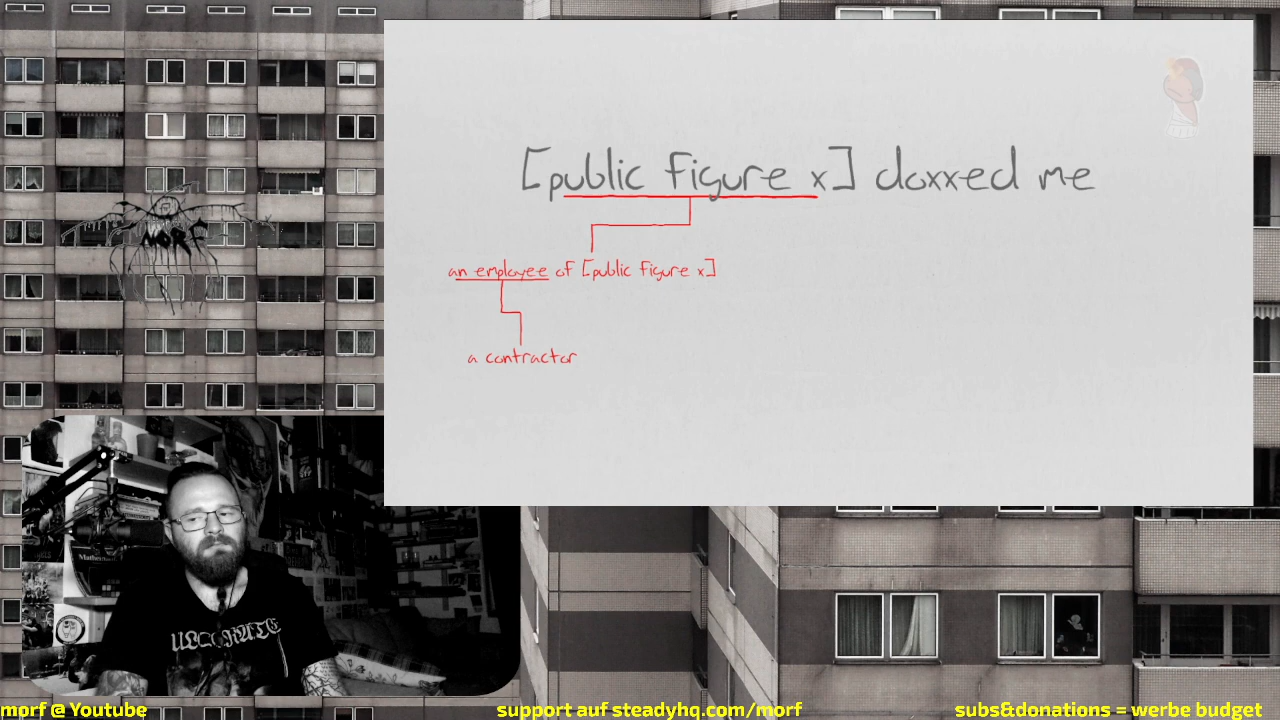 [public figure x] doxxed me
an employee of [public figure x]
a contractor
NORF
morf @ Youtube
support auf steadyhq.com/morf
subs&donations = werbe budget